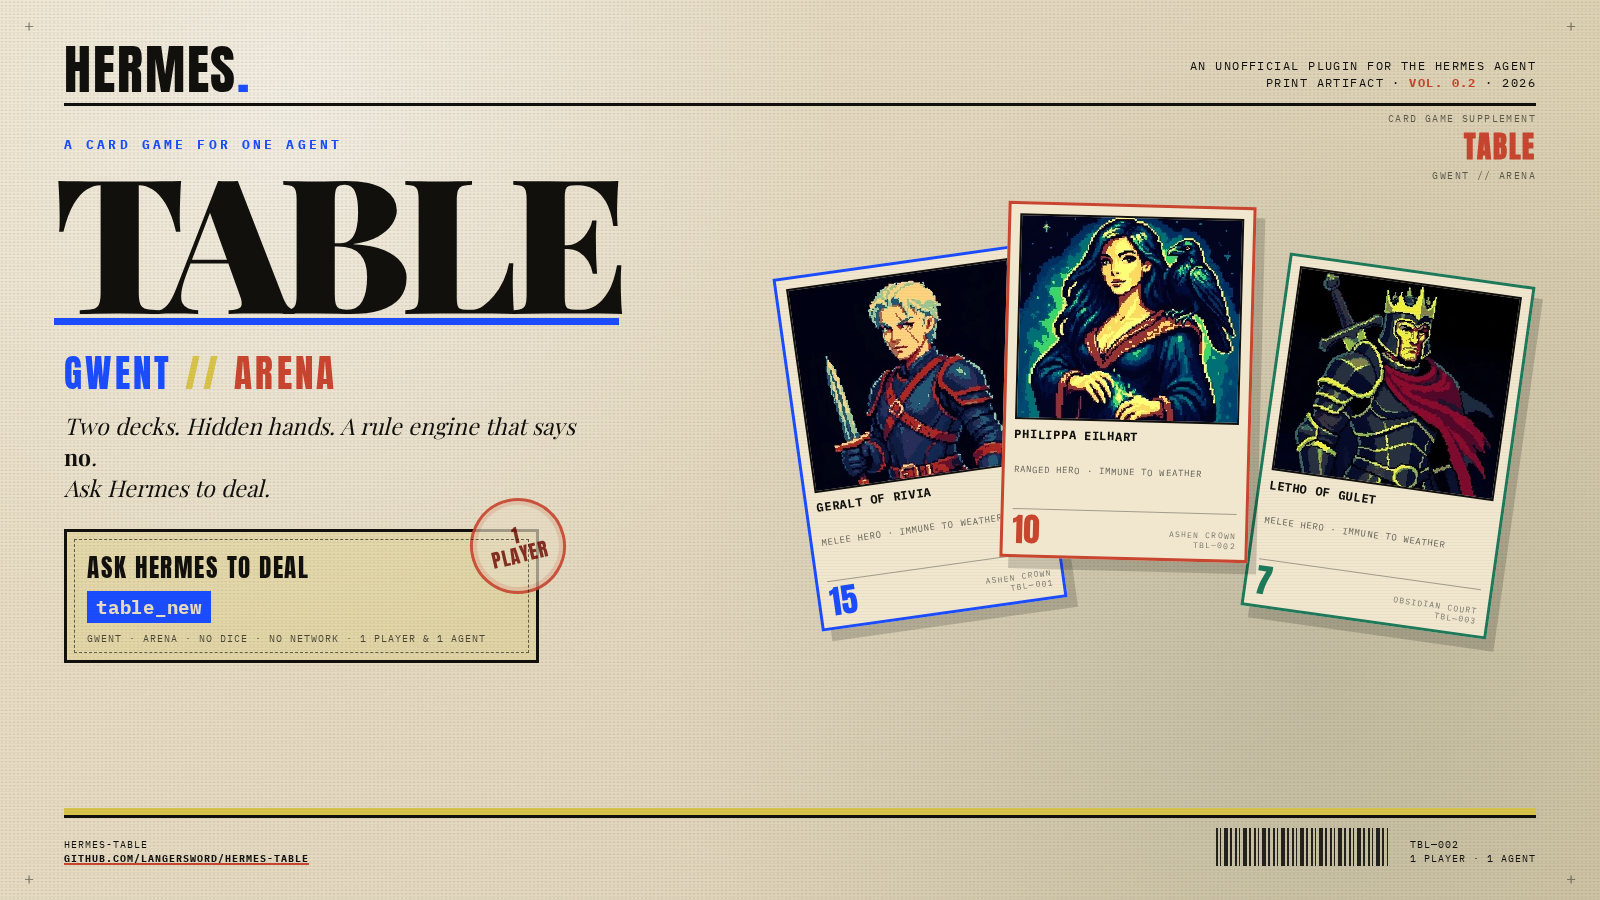 HERMES.
AN UNOFFICIAL PLUGIN FOR THE HERMES AGENT
PRINT ARTIFACT · VOL. 0.2 · 2026
CARD GAME SUPPLEMENT
TABLE
GWENT // ARENA
A CARD GAME FOR ONE AGENT
TABLE
GWENT // ARENA
Two decks. Hidden hands. A rule engine that says
no.
Ask Hermes to deal.
1
PLAYER
ASK HERMES TO DEAL
table_new
GWENT · ARENA · NO DICE · NO NETWORK · 1 PLAYER & 1 AGENT
GERALT OF RIVIA
MELEE HERO · IMMUNE TO WEATHER
15
ASHEN CROWN
TBL—001
PHILIPPA EILHART
RANGED HERO · IMMUNE TO WEATHER
10
ASHEN CROWN
TBL—002
LETHO OF GULET
MELEE HERO · IMMUNE TO WEATHER
7
OBSIDIAN COURT
TBL—003
HERMES-TABLE
GITHUB.COM/LANGERSWORD/HERMES-TABLE
TBL—002
1 PLAYER · 1 AGENT